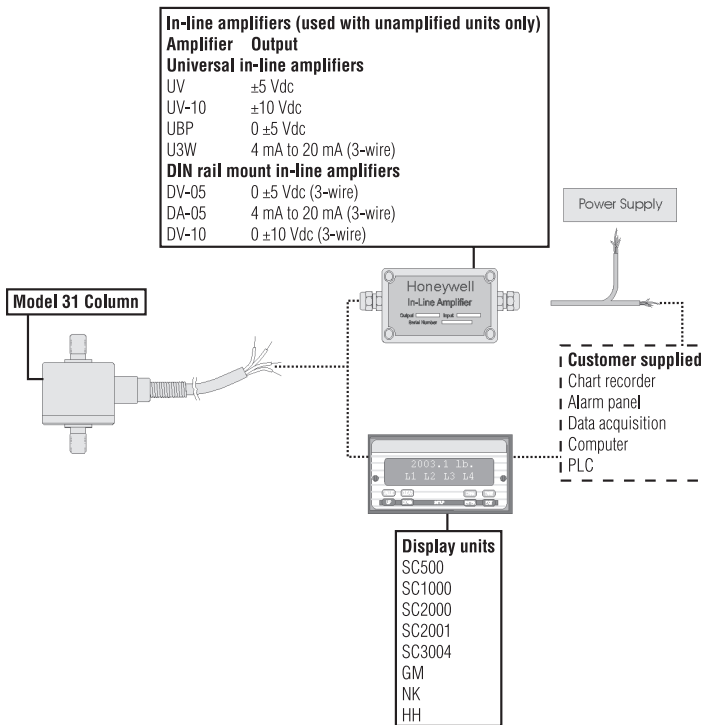 In-line amplifiers (used with unamplified units only)
Amplifier Output
Universal in-line amplifiers
UV ±5 Vdc
UV-10 ±10 Vdc
UBP 0 ±5 Vdc
U3W 4 mA to 20 mA (3-wire)
DIN rail mount in-line amplifiers
DV-05 0 ±5 Vdc (3-wire)
DA-05 4 mA to 20 mA (3-wire)
DV-10 0 ±10 Vdc (3-wire)
Power Supply
Honeywell
In-Line Amplifier
Output Input
Serial Number
Model 31 Column
Customer supplied
Chart recorder
Alarm panel
Data acquisition
Computer
PLC
2003.1 lb.
L1 L2 L3 L4
SETUP
Display units
SC500
SC1000
SC2000
SC2001
SC3004
GM
NK
HH